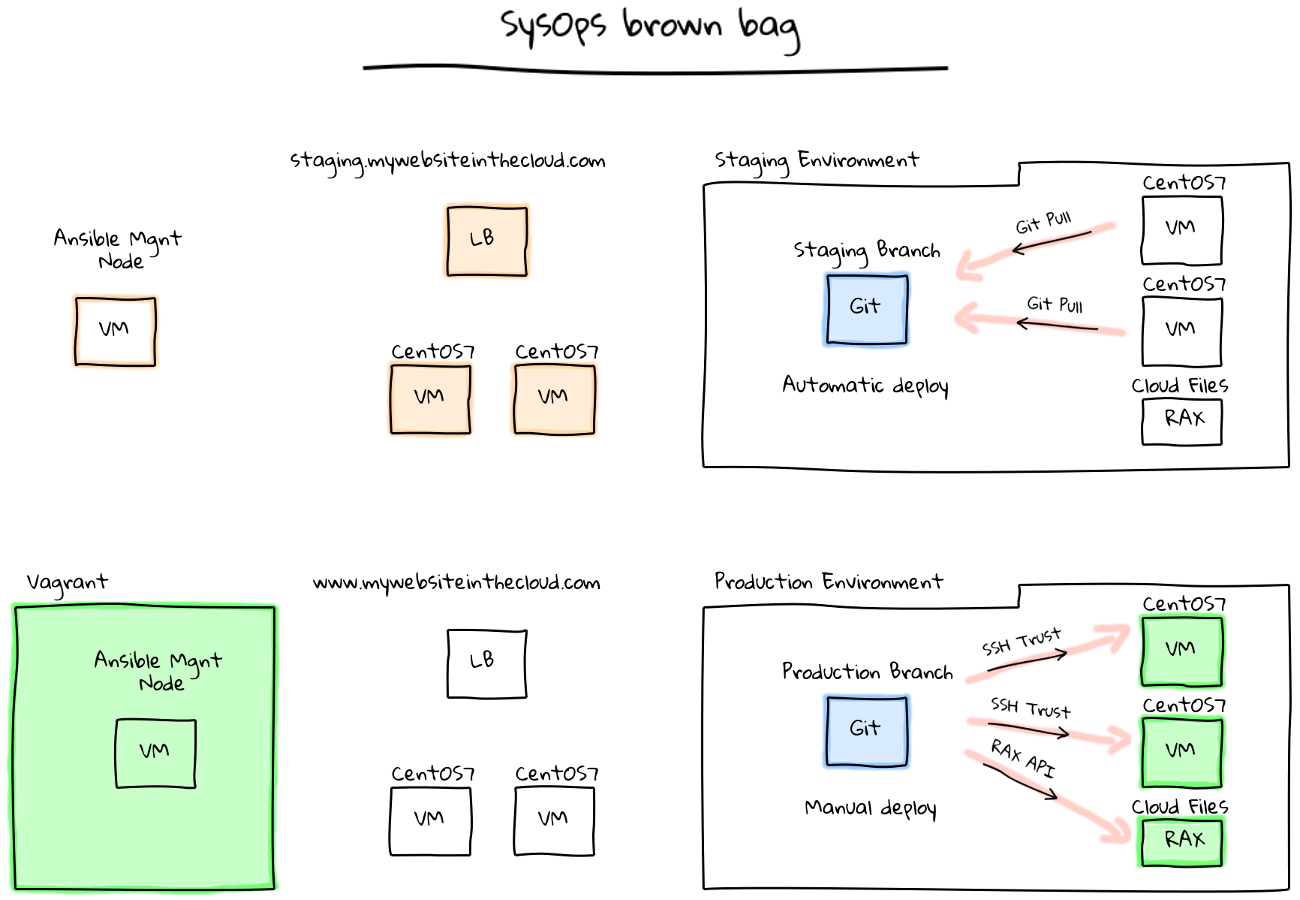 SysOps brown bag
staging.mywebsiteinthecloud.com
Ansible Mgnt
Node
VM
LB
CentOS7
VM
CentOS7
VM
Staging Environment
Staging Branch
Git
Automatic deploy
Git Pull
Git Pull
CentOS7
VM
CentOS7
VM
Cloud Files
RAX
Vagrant
Ansible Mgnt
Node
VM
www.mywebsiteinthecloud.com
LB
CentOS7
VM
CentOS7
VM
Production Environment
Production Branch
Git
Manual deploy
SSH Trust
SSH Trust
RAX API
CentOS7
VM
CentOS7
VM
Cloud Files
RAX